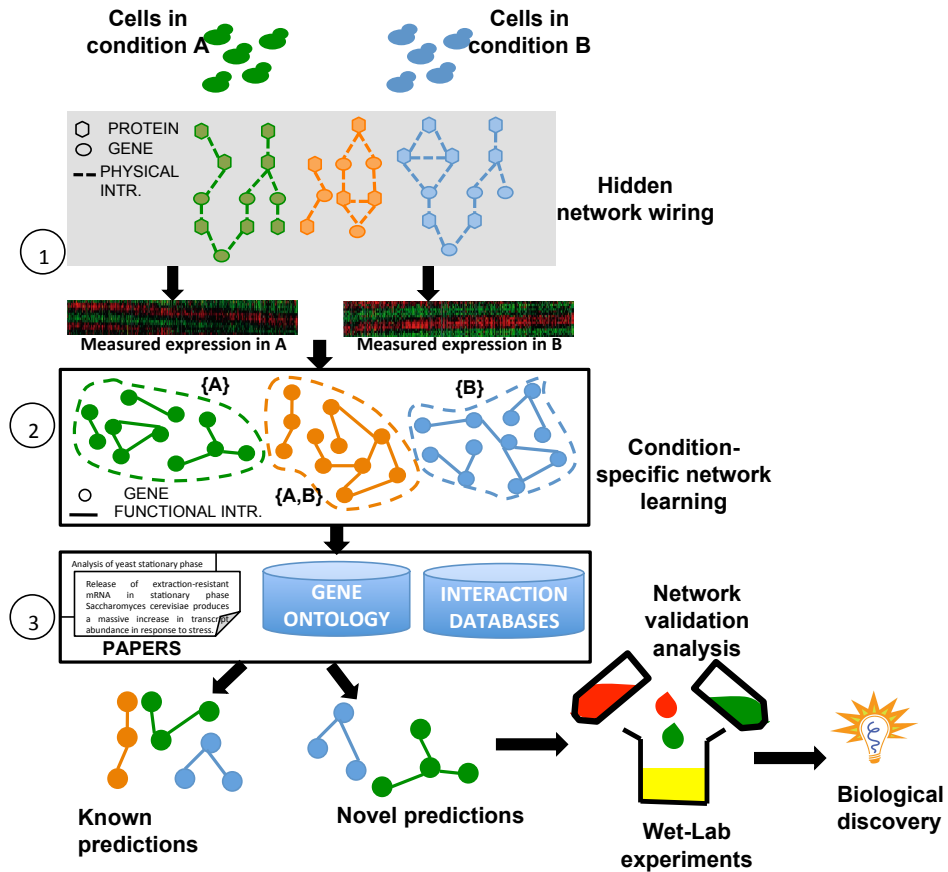 Cells in
condition A
Cells in
condition B
PROTEIN
GENE
PHYSICAL
INTR.
Hidden
network wiring
1
Measured expression in A
Measured expression in B
2
{A}
{A,B}
{B}
GENE
FUNCTIONAL INTR.
Condition-
specific network
learning
3
Analysis of yeast stationary phase
Release of extraction-resistant
mRNA in stationary phase
Saccharomyces cerevisiae produces
a massive increase in transcript
abundance in response to stress.
PAPERS
GENE
ONTOLOGY
INTERACTION
DATABASES
Network
validation
analysis
Known
predictions
Novel predictions
Wet-Lab
experiments
Biological
discovery